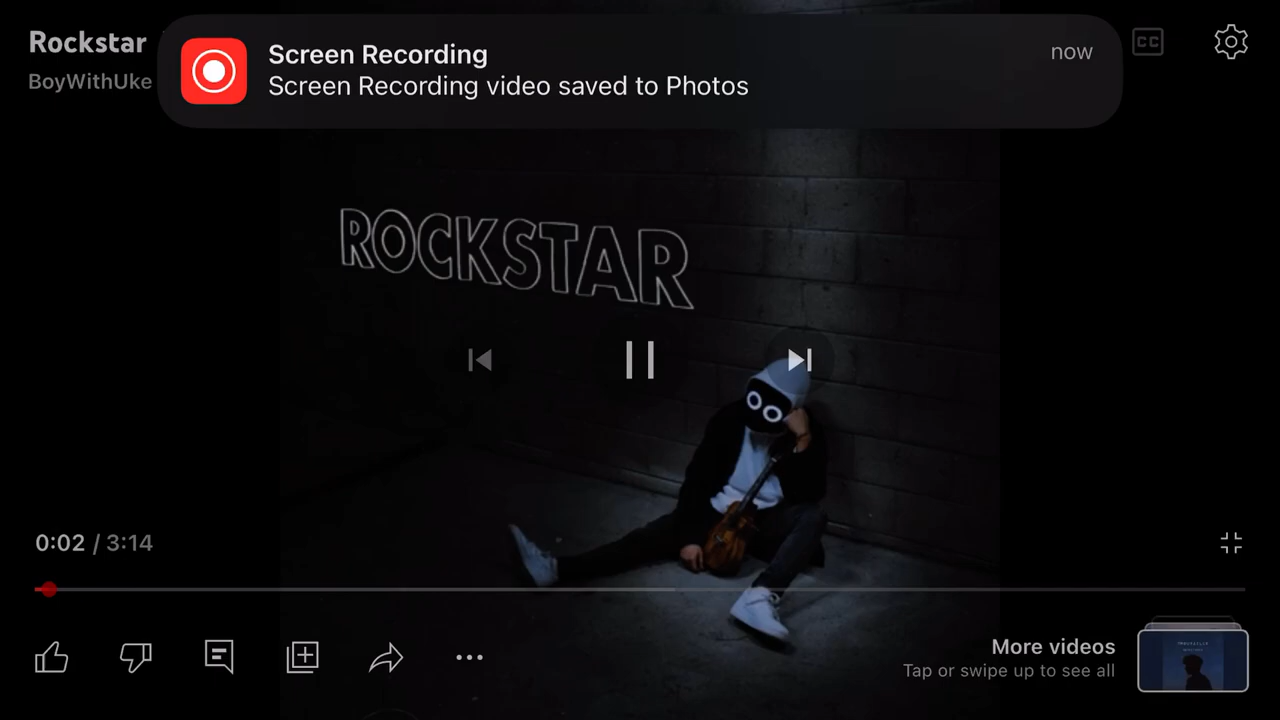 Rockstar
BoyWithUke
Screen Recording
now
Screen Recording video saved to Photos
CC
ROCKSTAR
0:02 / 3:14
More videos
Tap or swipe up to see all